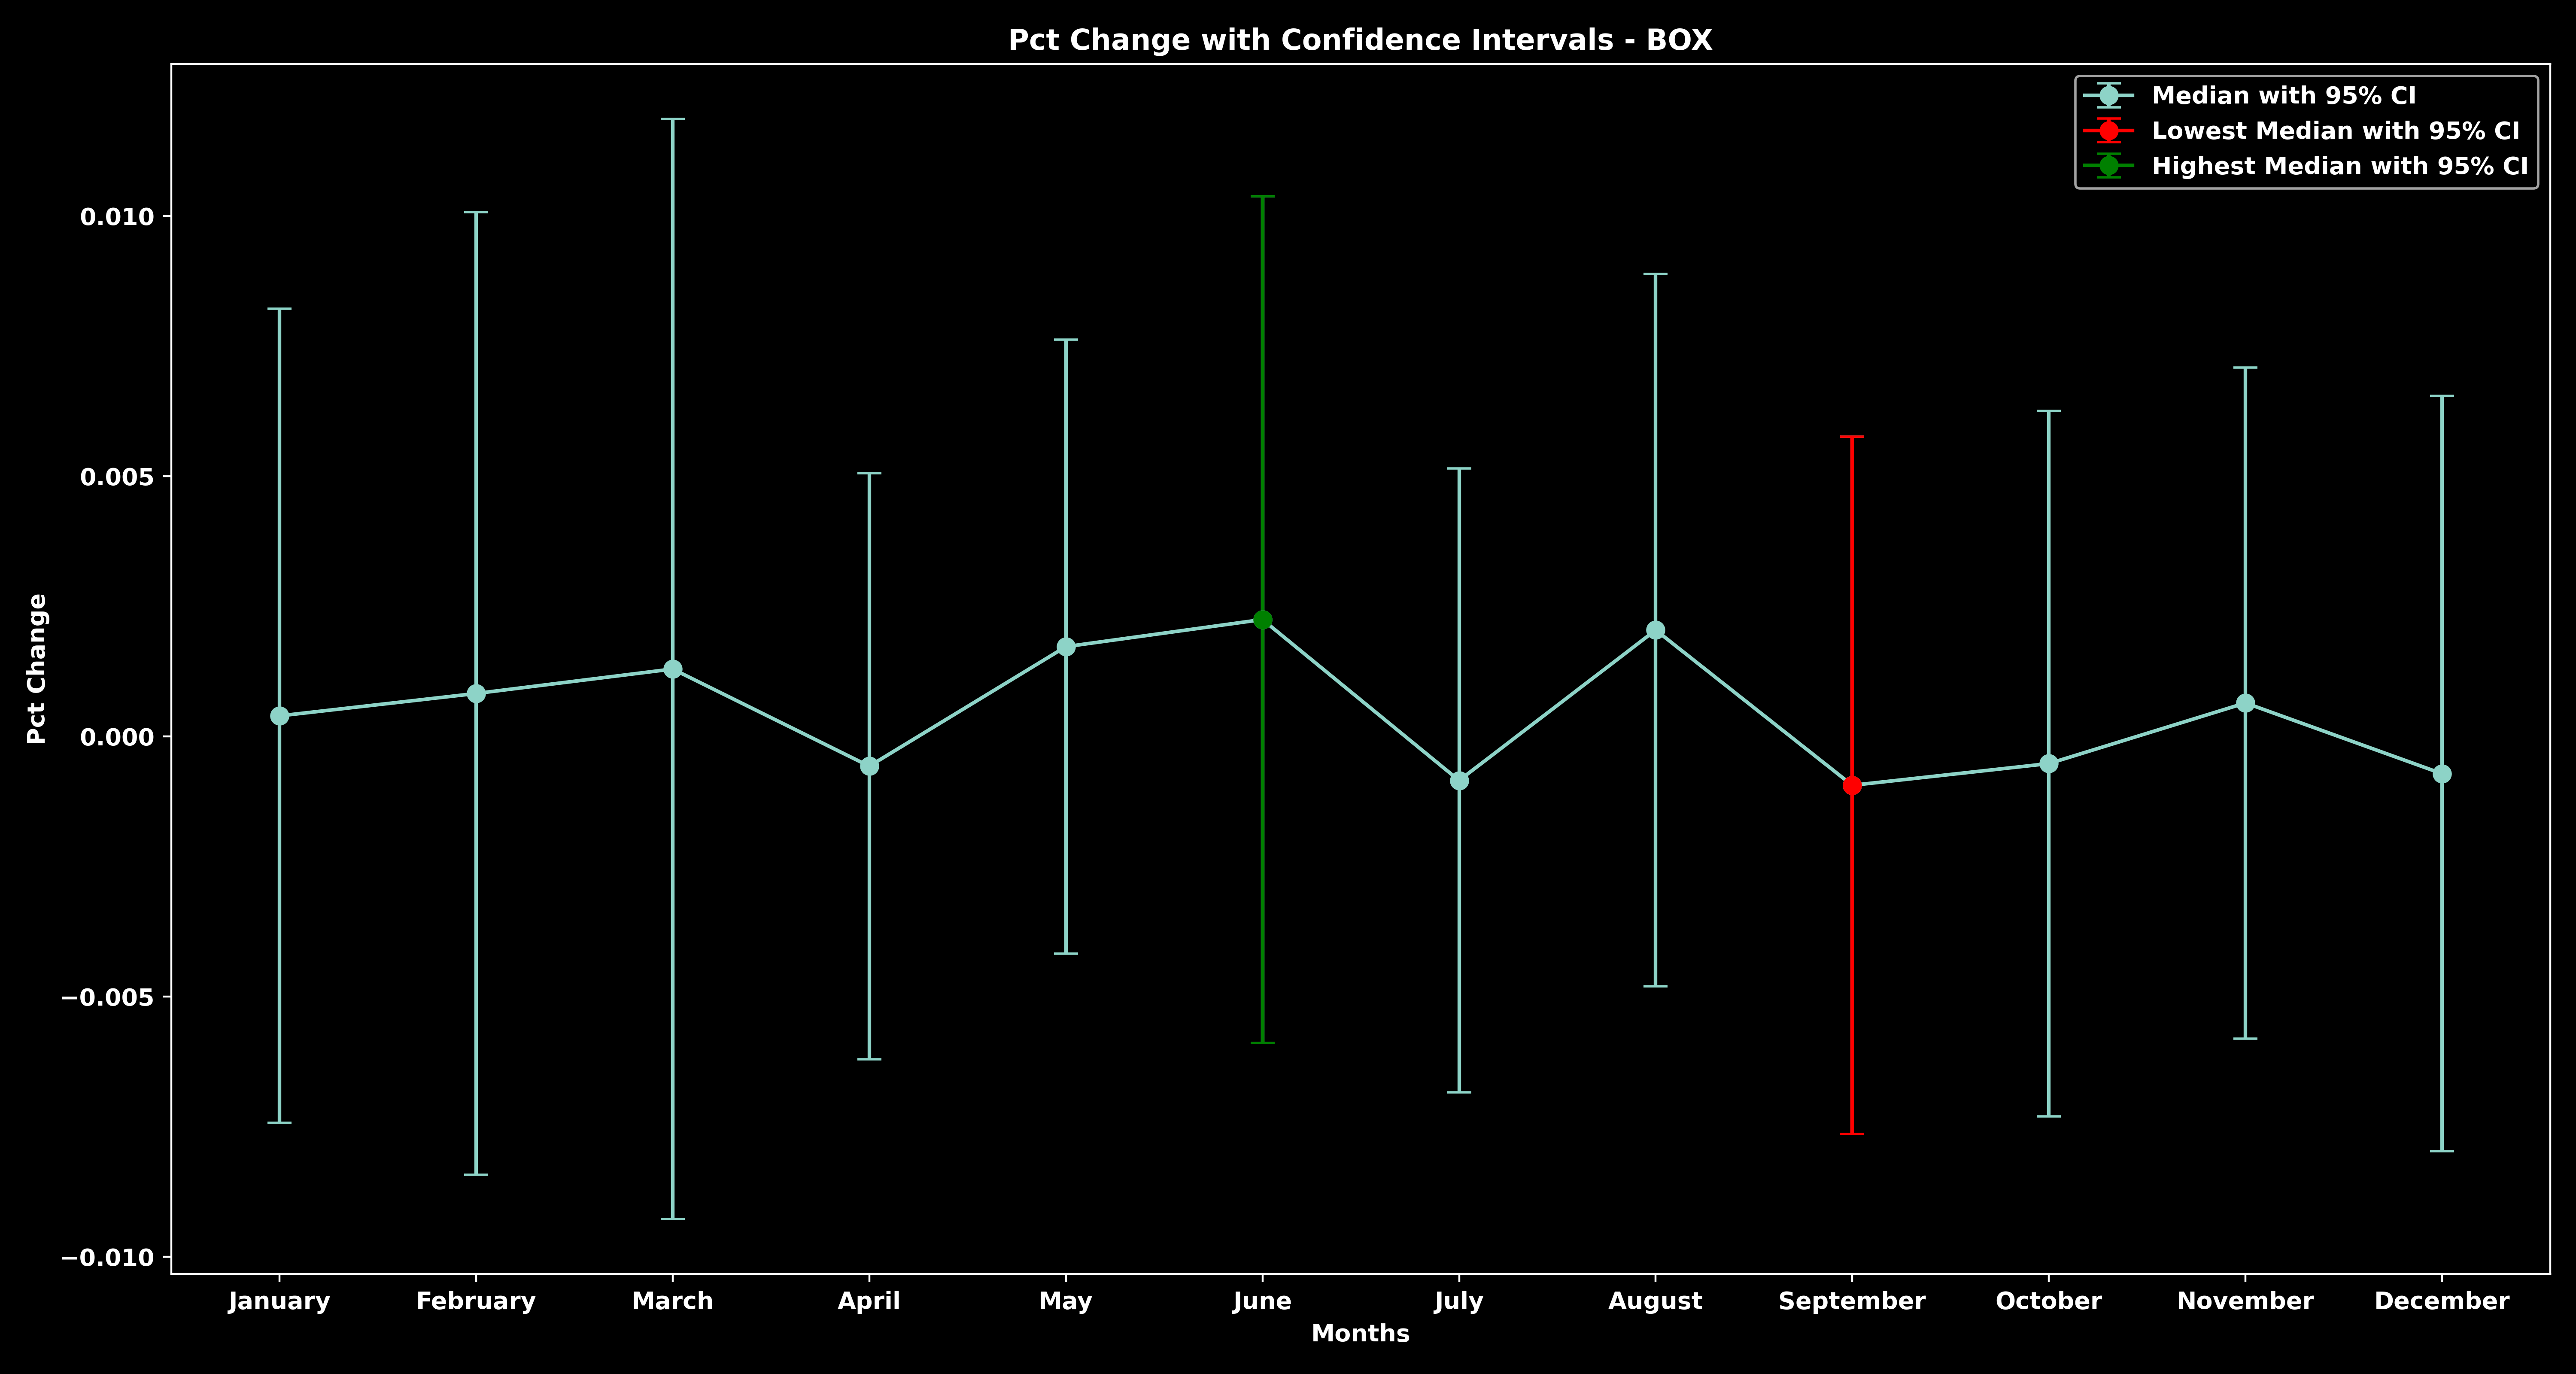 Pct Change with Confidence Intervals - BOX
Median with 95% CI
Lowest Median with 95% CI
Highest Median with 95% CI
0.010
0.005
0.000
−0.005
−0.010
Pct Change
January February March April May June July August September October November December
Months